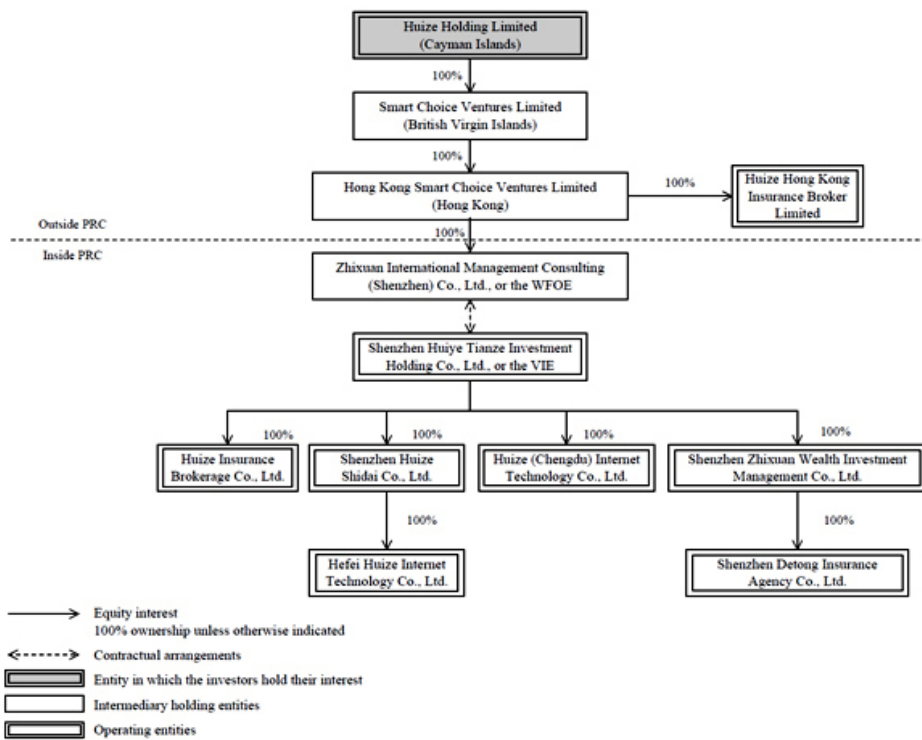 Huize Holding Limited
(Cayman Islands)
100%
Smart Choice Ventures Limited
(British Virgin Islands)
100%
Hong Kong Smart Choice Ventures Limited
(Hong Kong)
100%
Huize Hong Kong
Insurance Broker
Limited
Outside PRC
100%
Inside PRC
Zhixuan International Management Consulting
(Shenzhen) Co., Ltd., or the WFOE
Shenzhen Huiye Tianze Investment
Holding Co., Ltd., or the VIE
100%
100%
100%
100%
Huize Insurance
Brokerage Co., Ltd.
Shenzhen Huize
Shidai Co., Ltd.
Huize (Chengdu) Internet
Technology Co., Ltd.
Shenzhen Zhixuan Wealth Investment
Management Co., Ltd.
100%
100%
Hefei Huize Internet
Technology Co., Ltd.
Shenzhen Detong Insurance
Agency Co., Ltd.
Equity interest
100% ownership unless otherwise indicated
Contractual arrangements
Entity in which the investors hold their interest
Intermediary holding entities
Operating entities